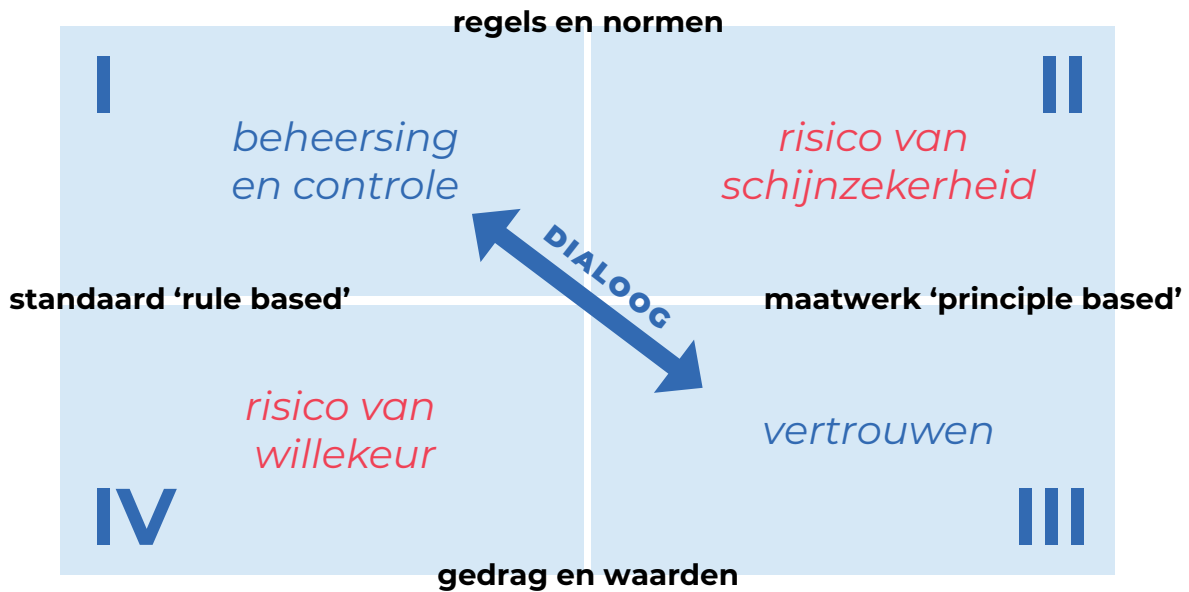 regels en normen
I
II
beheersing
en controle
risico van
schijnzekerheid
DIALOOG
standaard ‘rule based’
maatwerk ‘principle based’
risico van
willekeur
vertrouwen
IV
III
gedrag en waarden